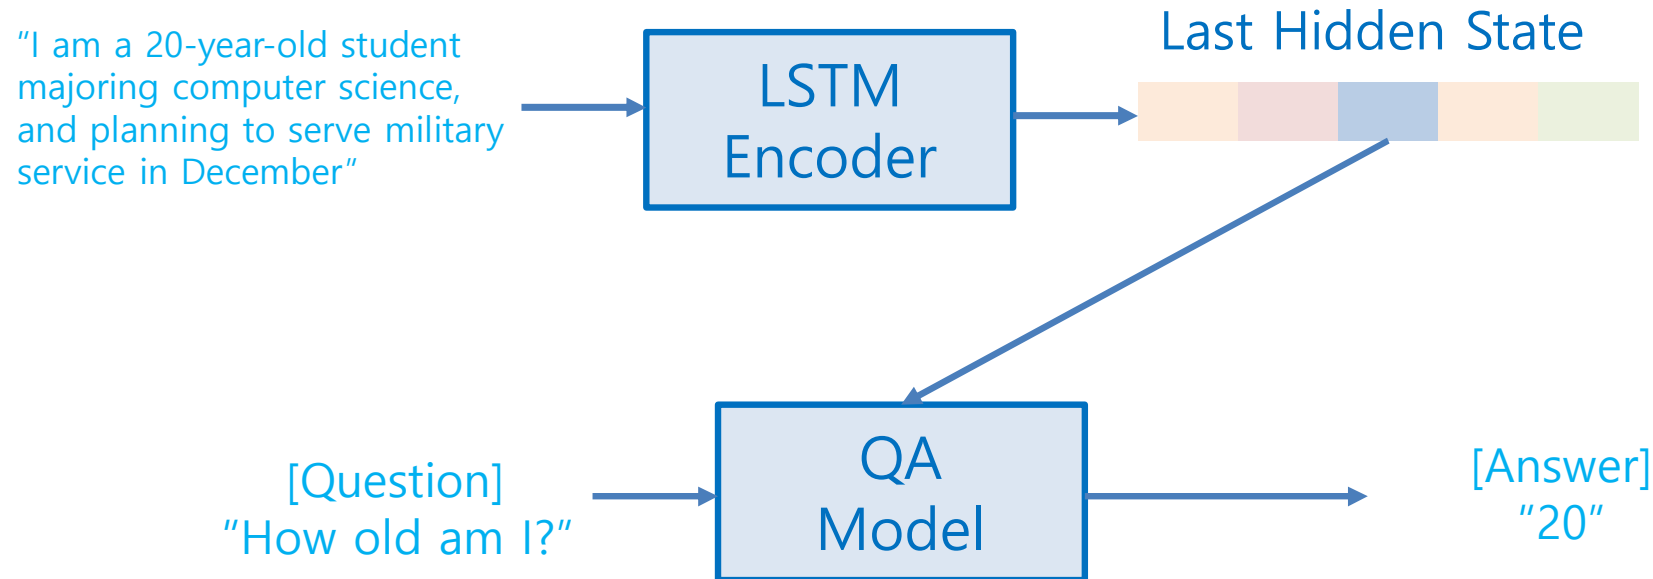 "I am a 20-year-old student
majoring computer science,
and planning to serve military
service in December"
LSTM
Encoder
Last Hidden State
[Question]
"How old am I?"
QA
Model
[Answer]
"20"